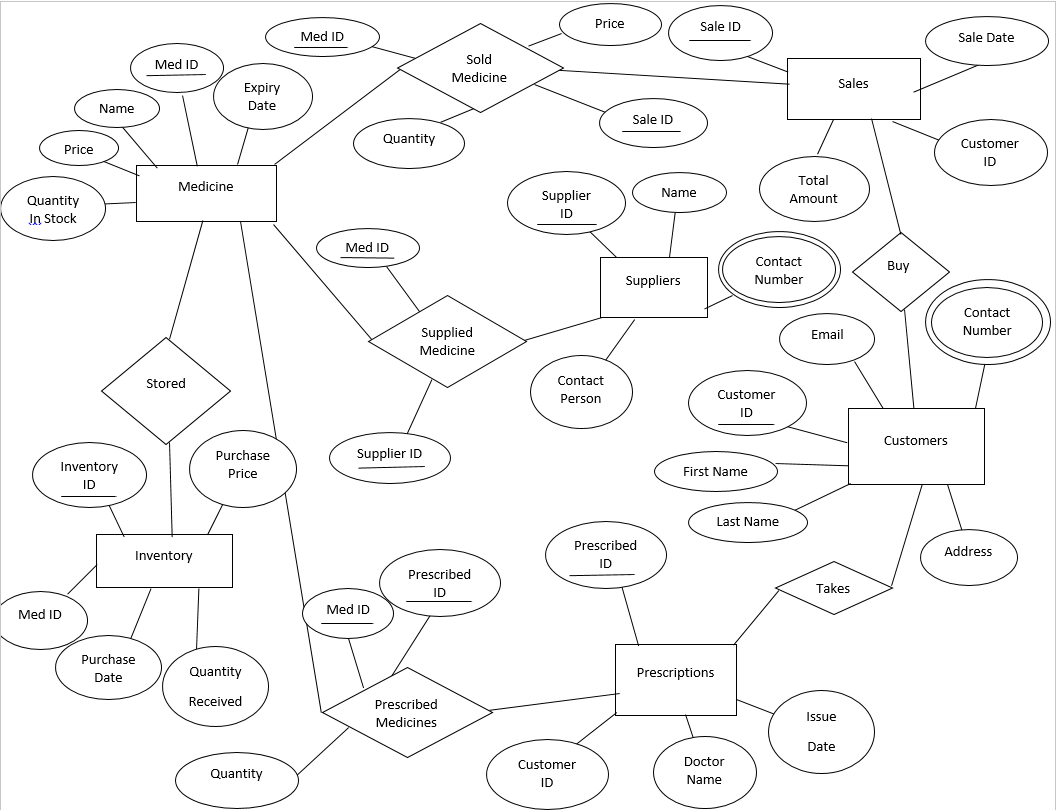 Med ID
Sold
Medicine
Price
Sale ID
Sale Date
Med ID
Expiry
Date
Name
Price
Quantity
In Stock
Medicine
Quantity
Sale ID
Sales
Customer
ID
Total
Amount
Supplier
ID
Name
Contact
Number
Suppliers
Contact
Person
Buy
Med ID
Supplied
Medicine
Supplier ID
Stored
Contact
Number
Email
Customer
ID
Customers
First Name
Last Name
Address
Inventory
ID
Purchase
Price
Inventory
Med ID
Purchase
Date
Quantity
Received
Med ID
Prescribed
ID
Prescribed
Medicines
Quantity
Prescribed
ID
Takes
Prescriptions
Customer
ID
Doctor
Name
Issue
Date